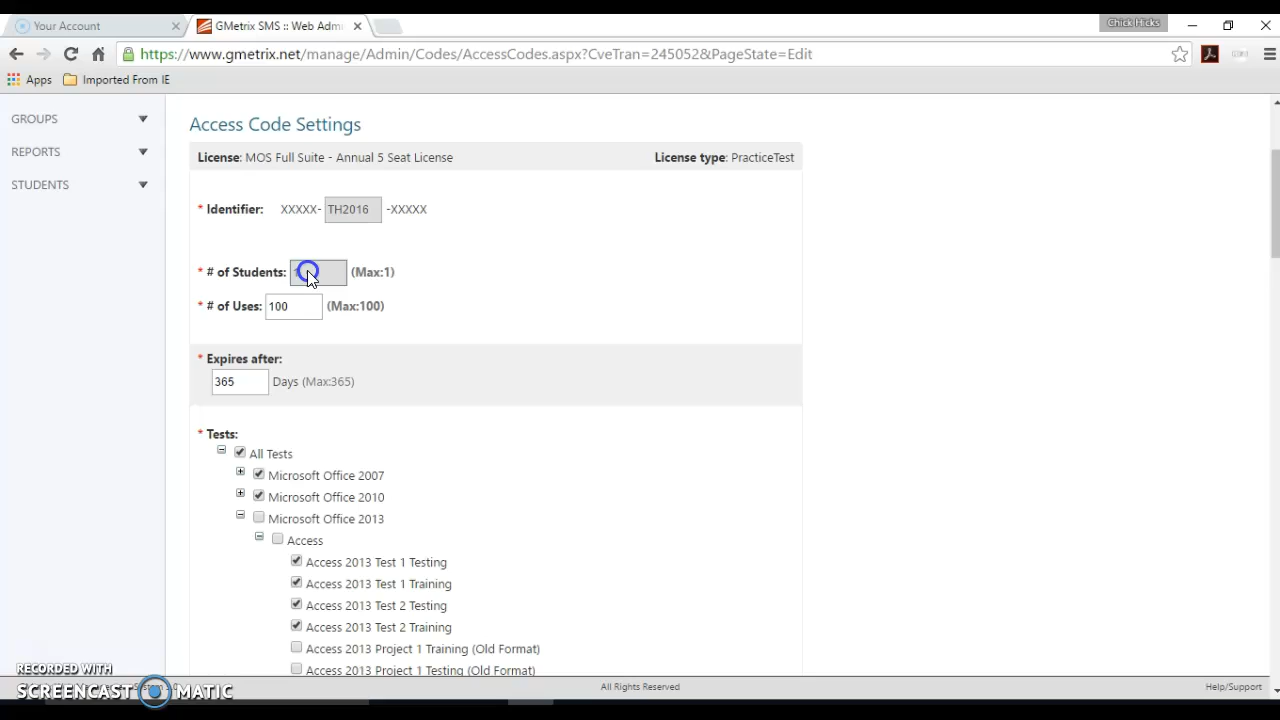 Your Account
GMetrix SMS :: Web Adm
Chick Hicks
https://www.gmetrix.net/manage/Admin/Codes/AccessCodes.aspx?CveTran=245052&PageState=Edit
Apps Imported From IE
GROUPS
REPORTS
STUDENTS
Access Code Settings
License: MOS Full Suite - Annual 5 Seat License License type: PracticeTest
* Identifier: XXXXX- TH2016 -XXXXX
* # of Students: (Max:1)
* # of Uses: 100 (Max:100)
* Expires after:
365 Days (Max:365)
* Tests:
All Tests
Microsoft Office 2007
Microsoft Office 2010
Microsoft Office 2013
Access
Access 2013 Test 1 Testing
Access 2013 Test 1 Training
Access 2013 Test 2 Testing
Access 2013 Test 2 Training
Access 2013 Project 1 Training (Old Format)
Access 2013 Project 1 Testing (Old Format)
RECORDED WITH
SCREENCAST MATIC
All Rights Reserved
Help/Support